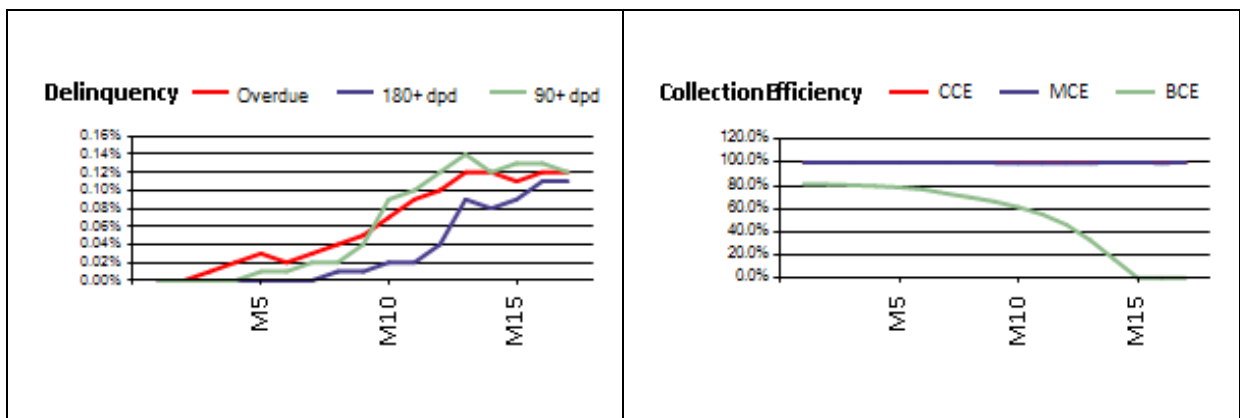 Delinquency Overdue 180+ dpd 90+ dpd
0.16%
0.14%
0.12%
0.10%
0.08%
0.06%
0.04%
0.02%
0.00%
M5
M10
M15
Collection Efficiency CCE MCE BCE
120.0%
100.0%
80.0%
60.0%
40.0%
20.0%
0.0%
M5
M10
M15